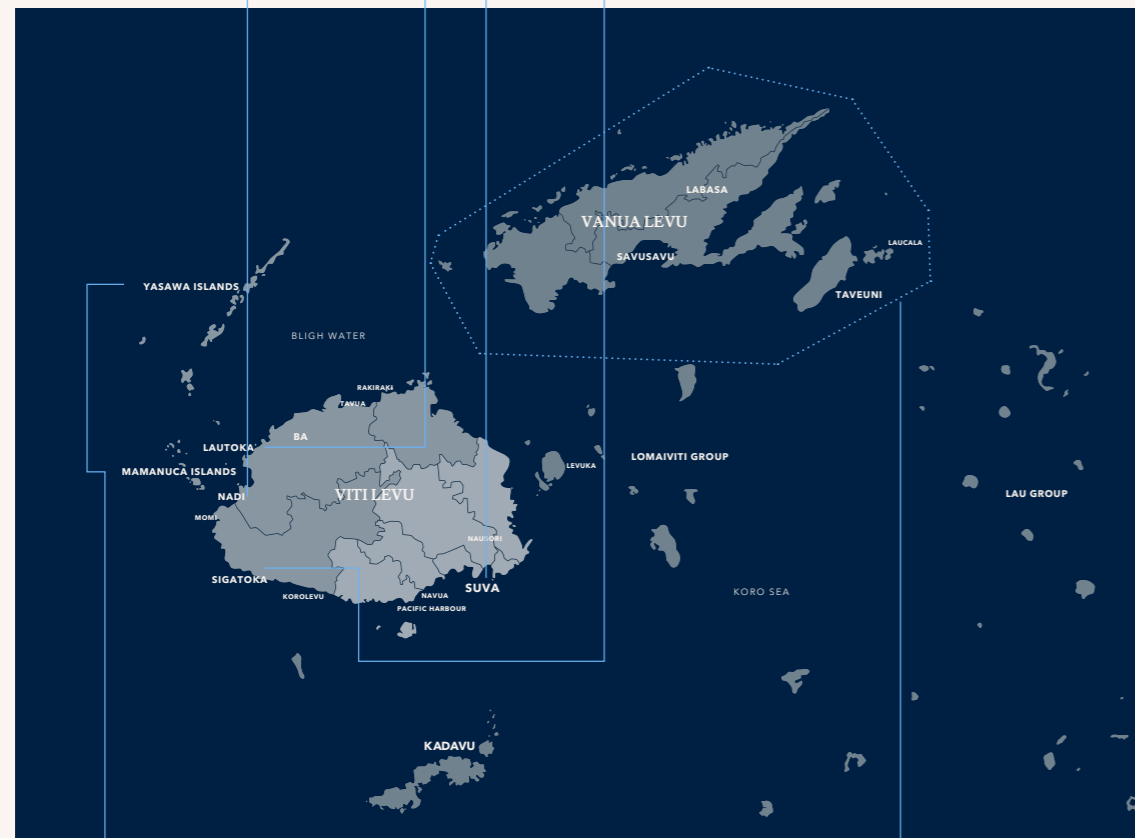 LABASA
VANUA LEVU
LAUCALA
SAVUSAVU
YASAWA ISLANDS
TAVEUNI
BLIGH WATER
RAKIRAKI
TAVUA
BA
LAUTOKA
LOMAIVITI GROUP
LEVUKA
MAMANUCA ISLANDS
LAU GROUP
VITI LEVU
NADI
MOMI
NAUSORI
SIGATOKA
SUVA
KORO SEA
KOROLEVU
NAVUA
PACIFIC HARBOUR
KADAVU